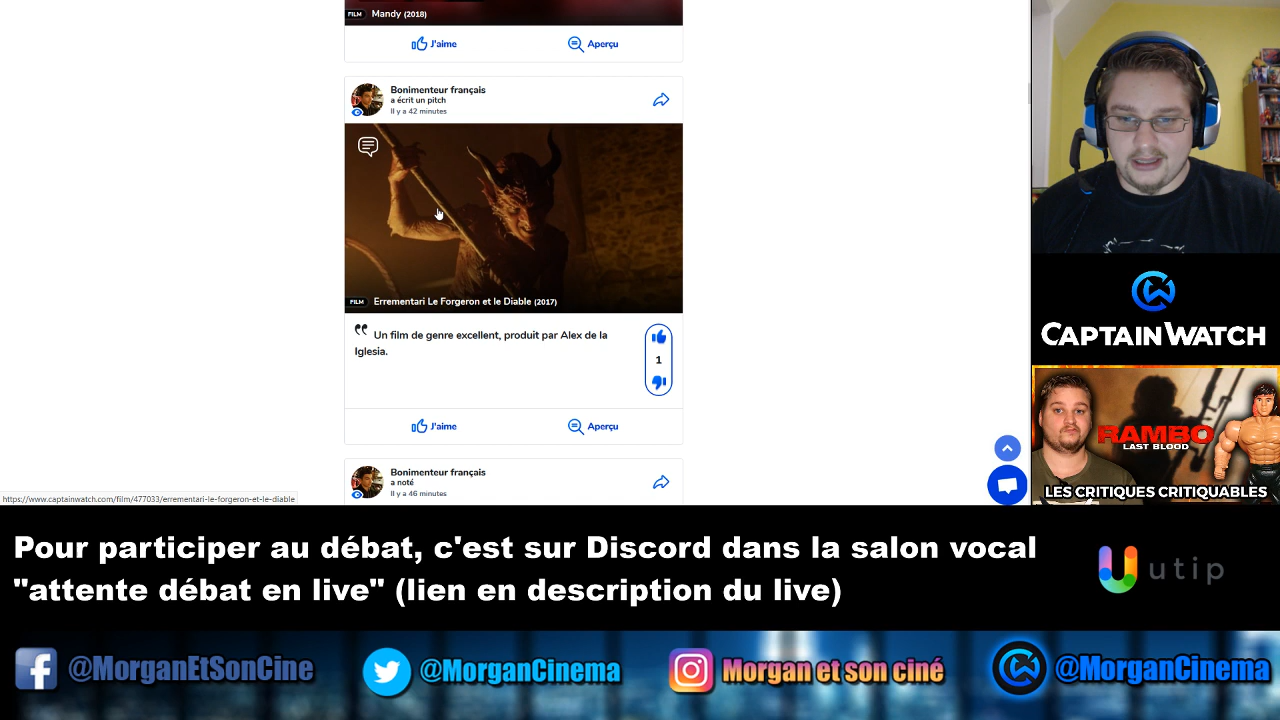 FILM Mandy (2018)
J'aime Aperçu
Bonimenteur français
a écrit un pitch
Il y a 42 minutes
FILM Errementari Le Forgeron et le Diable (2017)
Un film de genre excellent, produit par Alex de la
Iglesia.
1
J'aime Aperçu
Bonimenteur français
a noté
Il y a 46 minutes
https://www.captainwatch.com/film/477033/errementari-le-forgeron-et-le-diable
CAPTAINWATCH
RAMBO
LAST BLOOD
LES CRITIQUES CRITIQUABLES
Pour participer au débat, c'est sur Discord dans la salon vocal
"attente débat en live" (lien en description du live)
utip
@MorganEtSonCine
@MorganCinema
Morgan et son ciné
@MorganCinema